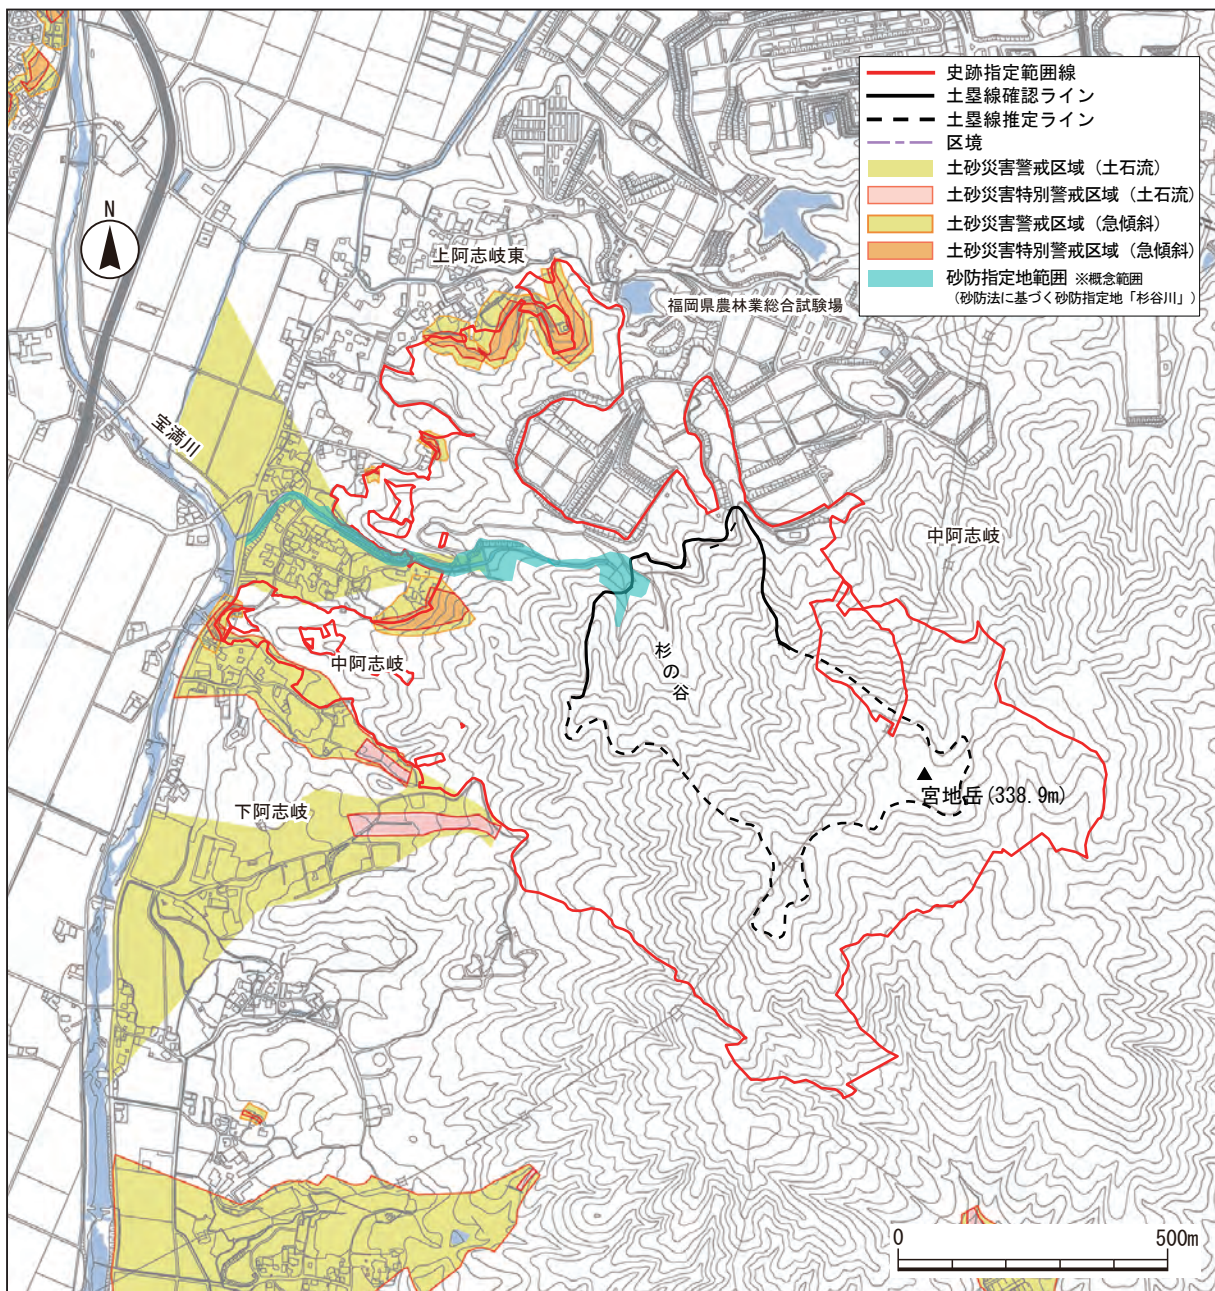 史跡指定範囲線
土塁線確認ライン
土塁線推定ライン
区境
土砂災害警戒区域（土石流）
土砂災害特別警戒区域（土石流）
土砂災害警戒区域（急傾斜）
土砂災害特別警戒区域（急傾斜）
砂防指定地範囲 ※概念範囲
（砂防法に基づく砂防指定地「杉谷川」）
N
上阿志岐東
福岡県農林業総合試験場
宝満川
中阿志岐
杉の谷
中阿志岐
宮地岳(338.9m)
下阿志岐
0 500m